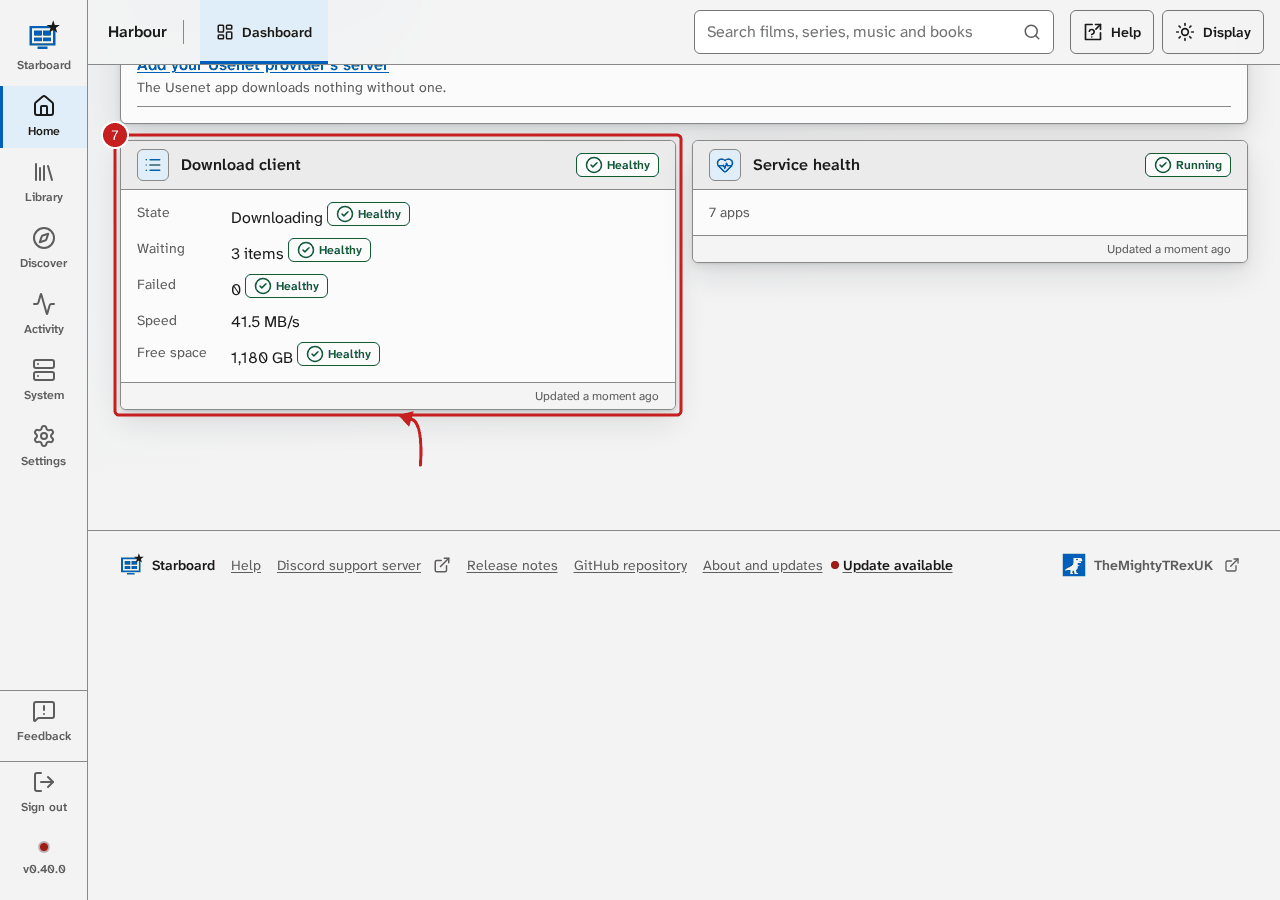 Starboard
Home
Library
Discover
Activity
System
Settings
Feedback
Sign out
v0.40.0
Harbour
Dashboard
Search films, series, music and books
Help
Display
Add your Usenet provider's server
The Usenet app downloads nothing without one.
7
Download client
Healthy
State
Downloading
Healthy
Waiting
3 items
Healthy
Failed
0
Healthy
Speed
41.5 MB/s
Free space
1,180 GB
Healthy
Updated a moment ago
Service health
Running
7 apps
Updated a moment ago
Starboard
Help
Discord support server
Release notes
GitHub repository
About and updates
Update available
TheMightyTRexUK